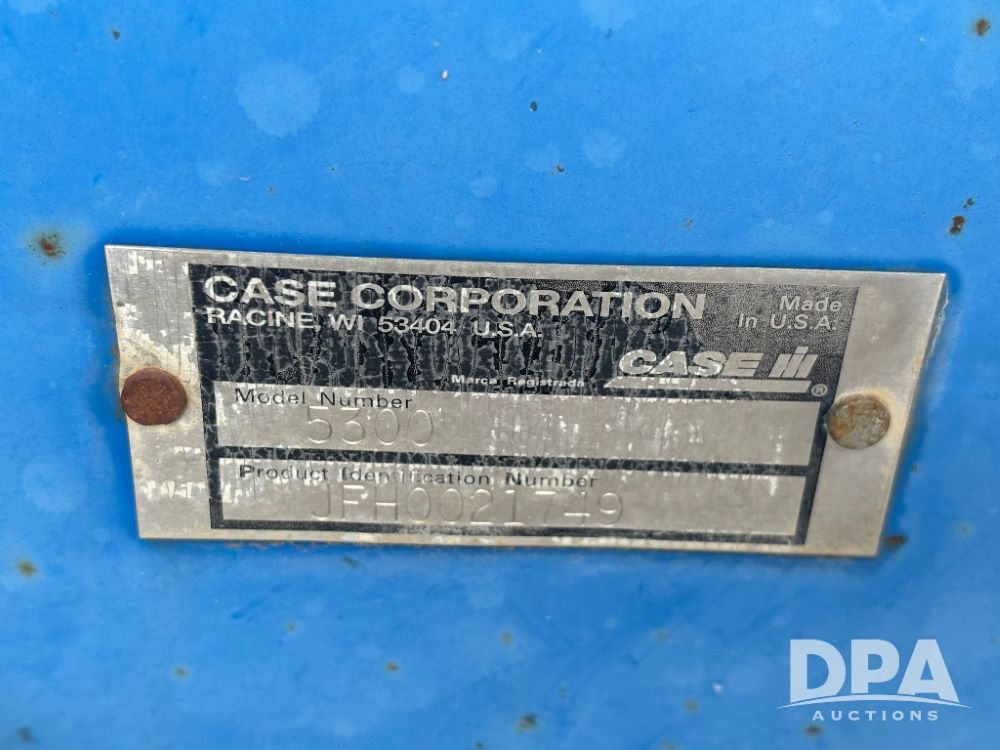 CASE CORPORATION
RACINE, WI 53404 U.S.A.
Made
In U.S.A.
CASE IH
Marca Registrada
®
Model Number
5300
Product Identification Number
JFH0021749
DPA
AUCTIONS